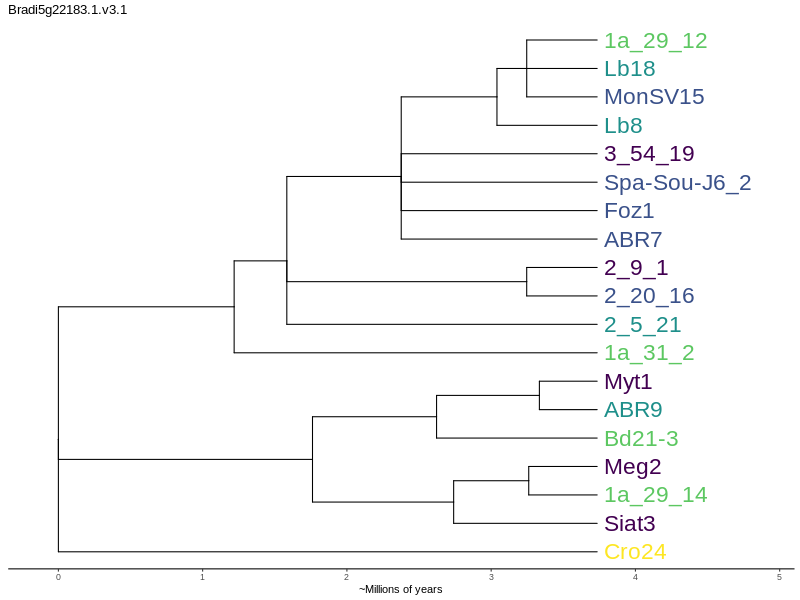 Bradi5g22183.1.v3.1
1a_29_12
Lb18
MonSV15
Lb8
3_54_19
Spa-Sou-J6_2
Foz1
ABR7
2_9_1
2_20_16
2_5_21
1a_31_2
Myt1
ABR9
Bd21-3
Meg2
1a_29_14
Siat3
Cro24
0 1 2 3 4 5
~Millions of years